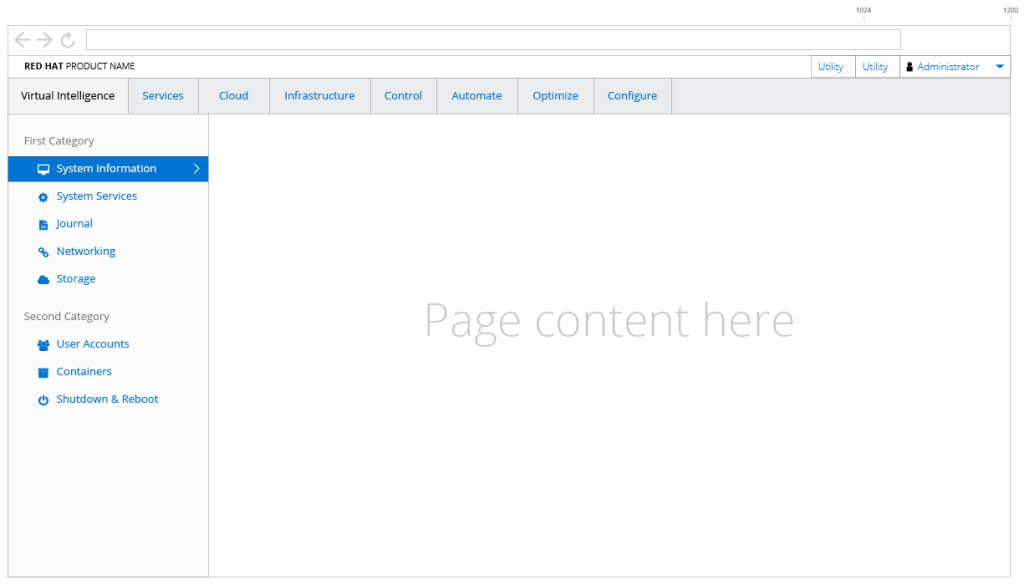 1024 1200
RED HAT PRODUCT NAME Utility Utility Administrator
Virtual Intelligence Services Cloud Infrastructure Control Automate Optimize Configure
First Category
System Information
System Services
Journal
Networking
Storage
Page content here
Second Category
User Accounts
Containers
Shutdown & Reboot